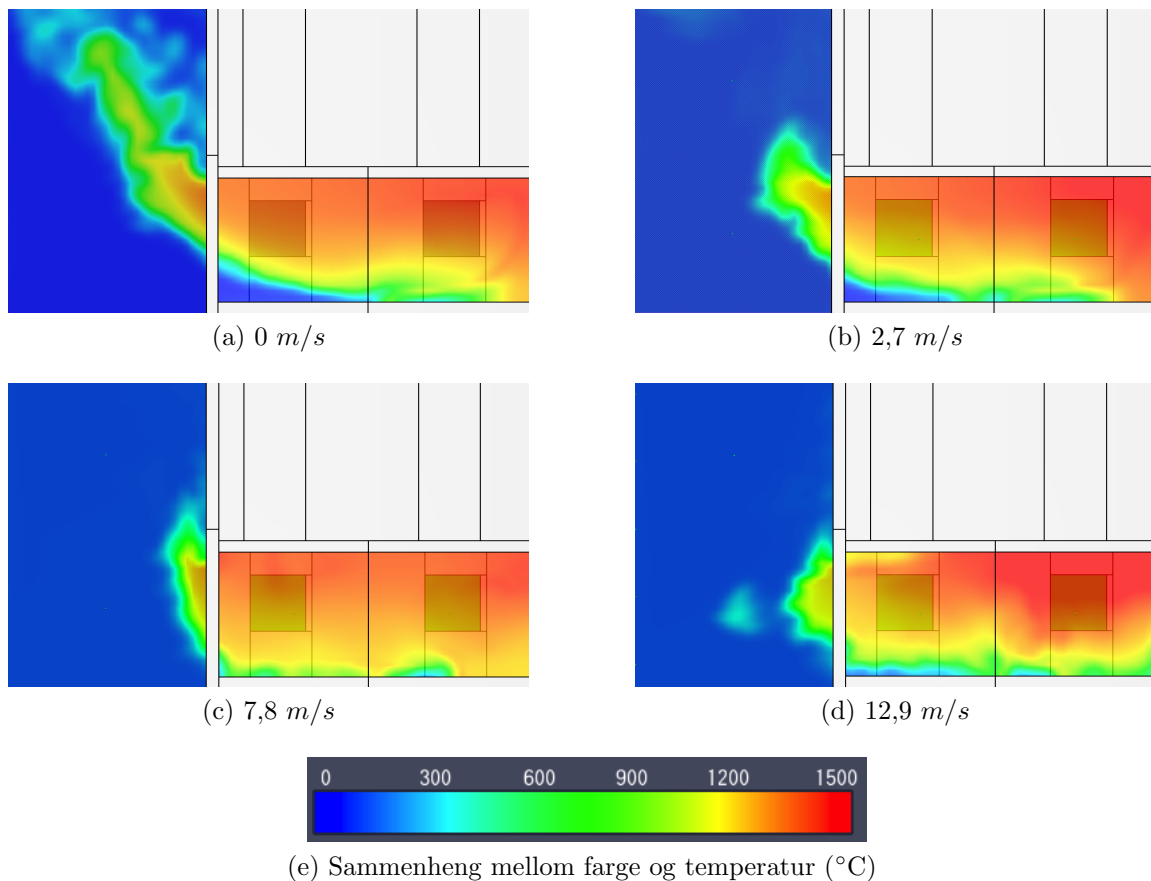 (a) 0 m/s
(b) 2,7 m/s
(c) 7,8 m/s
(d) 12,9 m/s
0 300 600 900 1200 1500
(e) Sammenheng mellom farge og temperatur (°C)